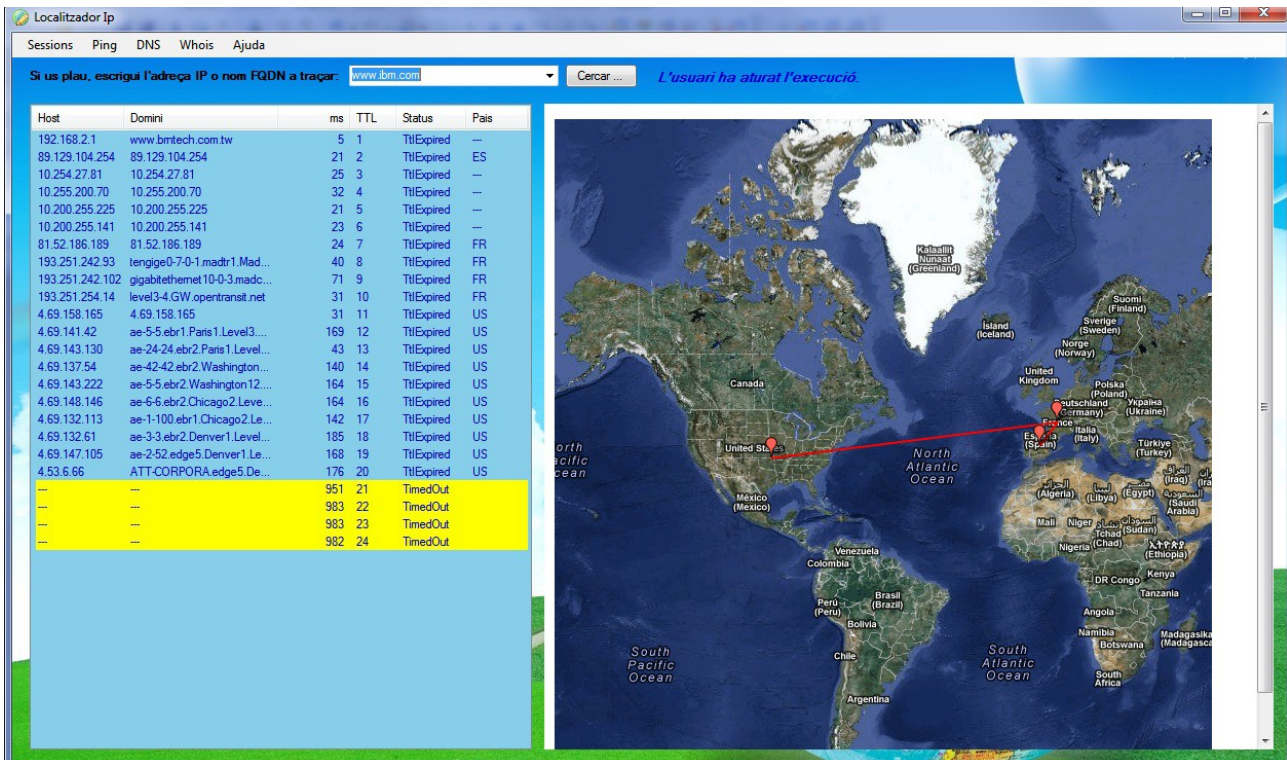 Localitzador Ip
Sessions Ping DNS Whois Ajuda
Si us plau, escrigui l'adreça IP o nom FQDN a traçar: www.ibm.com Cercar ... L'usuari ha aturat l'execució.
Host Domini ms TTL Status Pais
192.168.2.1 www.bmtech.com.tw 5 1 TtlExpired ---
89.129.104.254 89.129.104.254 21 2 TtlExpired ES
10.254.27.81 10.254.27.81 25 3 TtlExpired ---
10.255.200.70 10.255.200.70 32 4 TtlExpired ---
10.200.255.225 10.200.255.225 21 5 TtlExpired ---
10.200.255.141 10.200.255.141 23 6 TtlExpired ---
81.52.186.189 81.52.186.189 24 7 TtlExpired FR
193.251.242.93 tengige0-7-0-1.madtr1.Mad... 40 8 TtlExpired FR
193.251.242.102 gigabitethernet10-0-3.madc... 71 9 TtlExpired FR
193.251.254.14 level3-4.GW.opentransit.net 31 10 TtlExpired FR
4.69.158.165 4.69.158.165 31 11 TtlExpired US
4.69.141.42 ae-5-5.ebr1.Paris1.Level3.... 169 12 TtlExpired US
4.69.143.130 ae-24-24.ebr2.Paris1.Level... 43 13 TtlExpired US
4.69.137.54 ae-42-42.ebr2.Washington... 140 14 TtlExpired US
4.69.143.222 ae-5-5.ebr2.Washington12.... 164 15 TtlExpired US
4.69.148.146 ae-6-6.ebr2.Chicago2.Leve... 164 16 TtlExpired US
4.69.132.113 ae-1-100.ebr1.Chicago2.Le... 142 17 TtlExpired US
4.69.132.61 ae-3-3.ebr2.Denver1.Level... 185 18 TtlExpired US
4.69.147.105 ae-2-52.edge5.Denver1.Le... 168 19 TtlExpired US
4.53.6.66 ATT-CORPORA.edge5.De... 176 20 TtlExpired US
--- --- 951 21 TimedOut
--- --- 983 22 TimedOut
--- --- 983 23 TimedOut
--- --- 982 24 TimedOut
Kalaallit
Nunaat
(Greenland)
Ísland
(Iceland)
Suomi
(Finland)
Sverige
(Sweden)
Norge
(Norway)
United
Kingdom
Polska
(Poland)
Deutschland
(Germany)
Україна
(Ukraine)
France
Italia
(Italy)
España
(Spain)
Türkiye
(Turkey)
Canada
United States
North
Atlantic
Ocean
México
(Mexico)
العراق
(Iraq)
الجزائر
(Algeria)
ليبيا
(Libya)
(Egypt)
السعودية
(Saudi
Arabia)
Mali
Niger
تشاد
Tchad
(Chad)
السودان
(Sudan)
Nigeria
(Ethiopia)
Venezuela
Colombia
DR Congo
Kenya
Tanzania
Perú
(Peru)
Brasil
(Brazil)
Bolivia
Angola
Namibia
Botswana
South
Pacific
Ocean
Chile
South
Atlantic
Ocean
South
Africa
Argentina